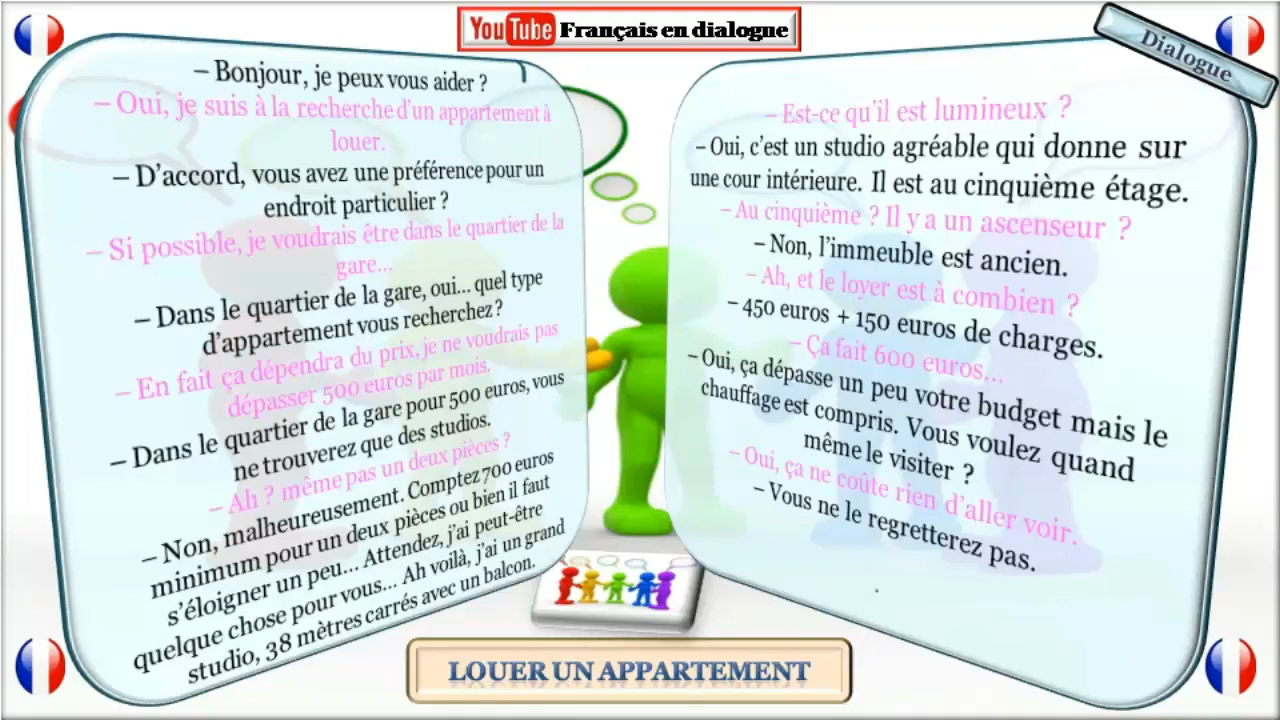 YouTube Français en dialogue
Dialogue
– Bonjour, je peux vous aider ?
– Oui, je suis à la recherche d'un appartement à
louer.
– D'accord, vous avez une préférence pour un
endroit particulier ?
– Si possible, je voudrais être dans le quartier de la
gare...
– Dans le quartier de la gare, oui... quel type
d'appartement vous recherchez ?
– En fait ça dépendra du prix, je ne voudrais pas
dépasser 500 euros par mois.
– Dans le quartier de la gare pour 500 euros, vous
ne trouverez que des studios.
– Ah ? même pas un deux pièces ?
– Non, malheureusement. Comptez 700 euros
minimum pour un deux pièces ou bien il faut
s'éloigner un peu... Attendez, j'ai peut-être
quelque chose pour vous... Ah voilà, j'ai un grand
studio, 38 mètres carrés avec un balcon.
– Est-ce qu'il est lumineux ?
– Oui, c'est un studio agréable qui donne sur
une cour intérieure. Il est au cinquième étage.
– Au cinquième ? Il y a un ascenseur ?
– Non, l'immeuble est ancien.
– Ah, et le loyer est à combien ?
– 450 euros + 150 euros de charges.
– Ça fait 600 euros...
– Oui, ça dépasse un peu votre budget mais le
chauffage est compris. Vous voulez quand
même le visiter ?
– Oui, ça ne coûte rien d'aller voir.
– Vous ne le regretterez pas.
LOUER UN APPARTEMENT